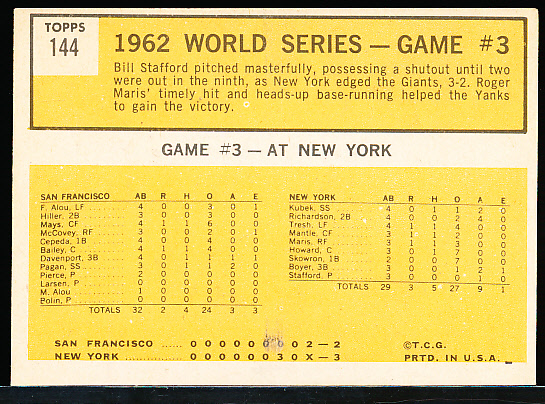 TOPPS
144
1962 WORLD SERIES — GAME #3
Bill Stafford pitched masterfully, possessing a shutout until two
were out in the ninth, as New York edged the Giants, 3-2. Roger
Maris' timely hit and heads-up base-running helped the Yanks
to gain the victory.
GAME #3 — AT NEW YORK
SAN FRANCISCO AB R H O A E
F. Alou, LF 4 0 0 3 0 1
Hiller, 2B 3 0 0 3 0 0
Mays, CF 4 1 1 6 0 0
McCovey, RF 3 0 0 2 0 1
Cepeda, 1B 4 0 0 4 0 0
Bailey, C 4 1 1 4 0 0
Davenport, 3B 4 0 1 1 1 1
Pagan, SS 3 0 1 1 2 0
Pierce, P 2 0 0 0 0 0
Larsen, P 0 0 0 0 0 0
M. Alou 1 0 0 0 0 0
Bolin, P 0 0 0 0 0 0
TOTALS 32 2 4 24 3 3
NEW YORK AB R H O A E
Kubek, SS 4 0 1 1 2 0
Richardson, 2B 4 0 0 2 4 0
Tresh, LF 4 1 1 4 0 0
Mantle, CF 3 1 1 2 0 0
Maris, RF 3 1 1 3 0 0
Howard, C 3 0 1 7 0 0
Skowron, 1B 2 0 0 7 0 0
Boyer, 3B 3 0 0 1 2 1
Stafford, P 3 0 0 0 1 0
TOTALS 29 3 5 27 9 1
SAN FRANCISCO ...... 0 0 0 0 0 0 0 0 2—2
NEW YORK ............... 0 0 0 0 0 0 3 0 X—3
©T.C.G.
PRTD. IN U.S.A.